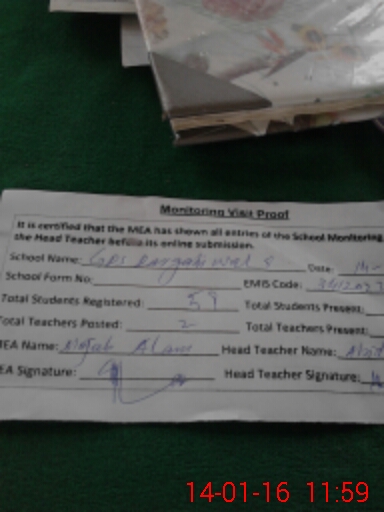 Monitoring Visit Proof
It is certified that the MEA has shown all entries of the School Monitoring
the Head Teacher before its online submission.
School Name: GPS Date:
School Form No: EMIS Code:
Total Students Registered: 59 Total Students Present:
Total Teachers Posted: 2 Total Teachers Present:
MEA Name: Alam Head Teacher Name:
EA Signature: Head Teacher Signature:
14-01-16 11:59